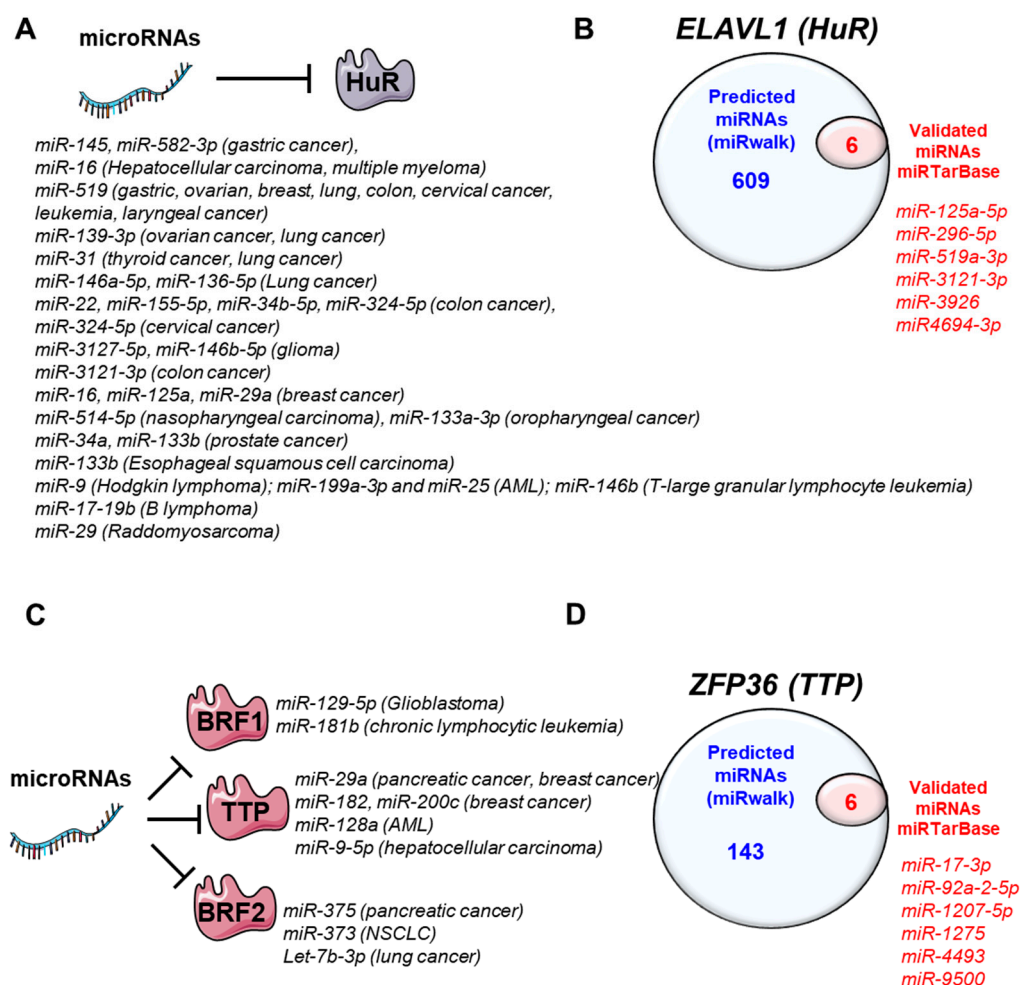 A
microRNAs
HuR
miR-145, miR-582-3p (gastric cancer),
miR-16 (Hepatocellular carcinoma, multiple myeloma)
miR-519 (gastric, ovarian, breast, lung, colon, cervical cancer,
leukemia, laryngeal cancer)
miR-139-3p (ovarian cancer, lung cancer)
miR-31 (thyroid cancer, lung cancer)
miR-146a-5p, miR-136-5p (Lung cancer)
miR-22, miR-155-5p, miR-34b-5p, miR-324-5p (colon cancer),
miR-324-5p (cervical cancer)
miR-3127-5p, miR-146b-5p (glioma)
miR-3121-3p (colon cancer)
miR-16, miR-125a, miR-29a (breast cancer)
miR-514-5p (nasopharyngeal carcinoma), miR-133a-3p (oropharyngeal cancer)
miR-34a, miR-133b (prostate cancer)
miR-133b (Esophageal squamous cell carcinoma)
miR-9 (Hodgkin lymphoma); miR-199a-3p and miR-25 (AML); miR-146b (T-large granular lymphocyte leukemia)
miR-17-19b (B lymphoma)
miR-29 (Raddomyosarcoma)
B
ELAVL1 (HuR)
Predicted
miRNAs
(miRwalk)
609
6
Validated
miRNAs
miRTarBase
miR-125a-5p
miR-296-5p
miR-519a-3p
miR-3121-3p
miR-3926
miR4694-3p
C
microRNAs
BRF1
miR-129-5p (Glioblastoma)
miR-181b (chronic lymphocytic leukemia)
TTP
miR-29a (pancreatic cancer, breast cancer)
miR-182, miR-200c (breast cancer)
miR-128a (AML)
miR-9-5p (hepatocellular carcinoma)
BRF2
miR-375 (pancreatic cancer)
miR-373 (NSCLC)
Let-7b-3p (lung cancer)
D
ZFP36 (TTP)
Predicted
miRNAs
(miRwalk)
143
6
Validated
miRNAs
miRTarBase
miR-17-3p
miR-92a-2-5p
miR-1207-5p
miR-1275
miR-4493
miR-9500